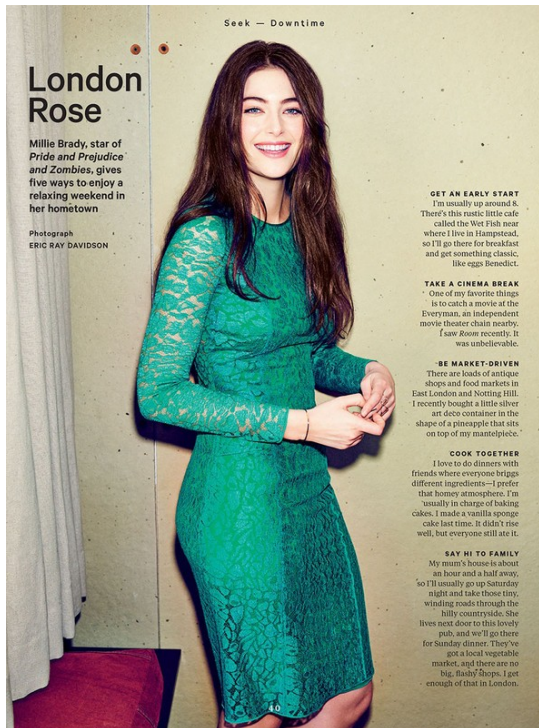 Seek — Downtime
London
Rose
Millie Brady, star of
Pride and Prejudice
and Zombies, gives
five ways to enjoy a
relaxing weekend in
her hometown
Photograph
ERIC RAY DAVIDSON
GET AN EARLY START
I'm usually up around 8.
There's this rustic little cafe
called the Wet Fish near
where I live in Hampstead,
so I'll go there for breakfast
and get something classic,
like eggs Benedict.
TAKE A CINEMA BREAK
One of my favorite things
is to catch a movie at the
Everyman, an independent
movie theater chain nearby.
I saw Room recently. It
was unbelievable.
BE MARKET-DRIVEN
There are loads of antique
shops and food markets in
East London and Notting Hill.
I recently bought a little silver
art deco container in the
shape of a pineapple that sits
on top of my mantelpiece.
COOK TOGETHER
I love to do dinners with
friends where everyone brings
different ingredients—I prefer
that homey atmosphere. I'm
usually in charge of baking
cakes. I made a vanilla sponge
cake last time. It didn't rise
well, but everyone still ate it.
SAY HI TO FAMILY
My mum's house is about
an hour and a half away,
so I'll usually go up Saturday
night and take those tiny,
winding roads through the
hilly countryside. She
lives next door to this lovely
pub, and we'll go there
for Sunday dinner. They've
got a local vegetable
market, and there are no
big, flashy shops. I get
enough of that in London.
40